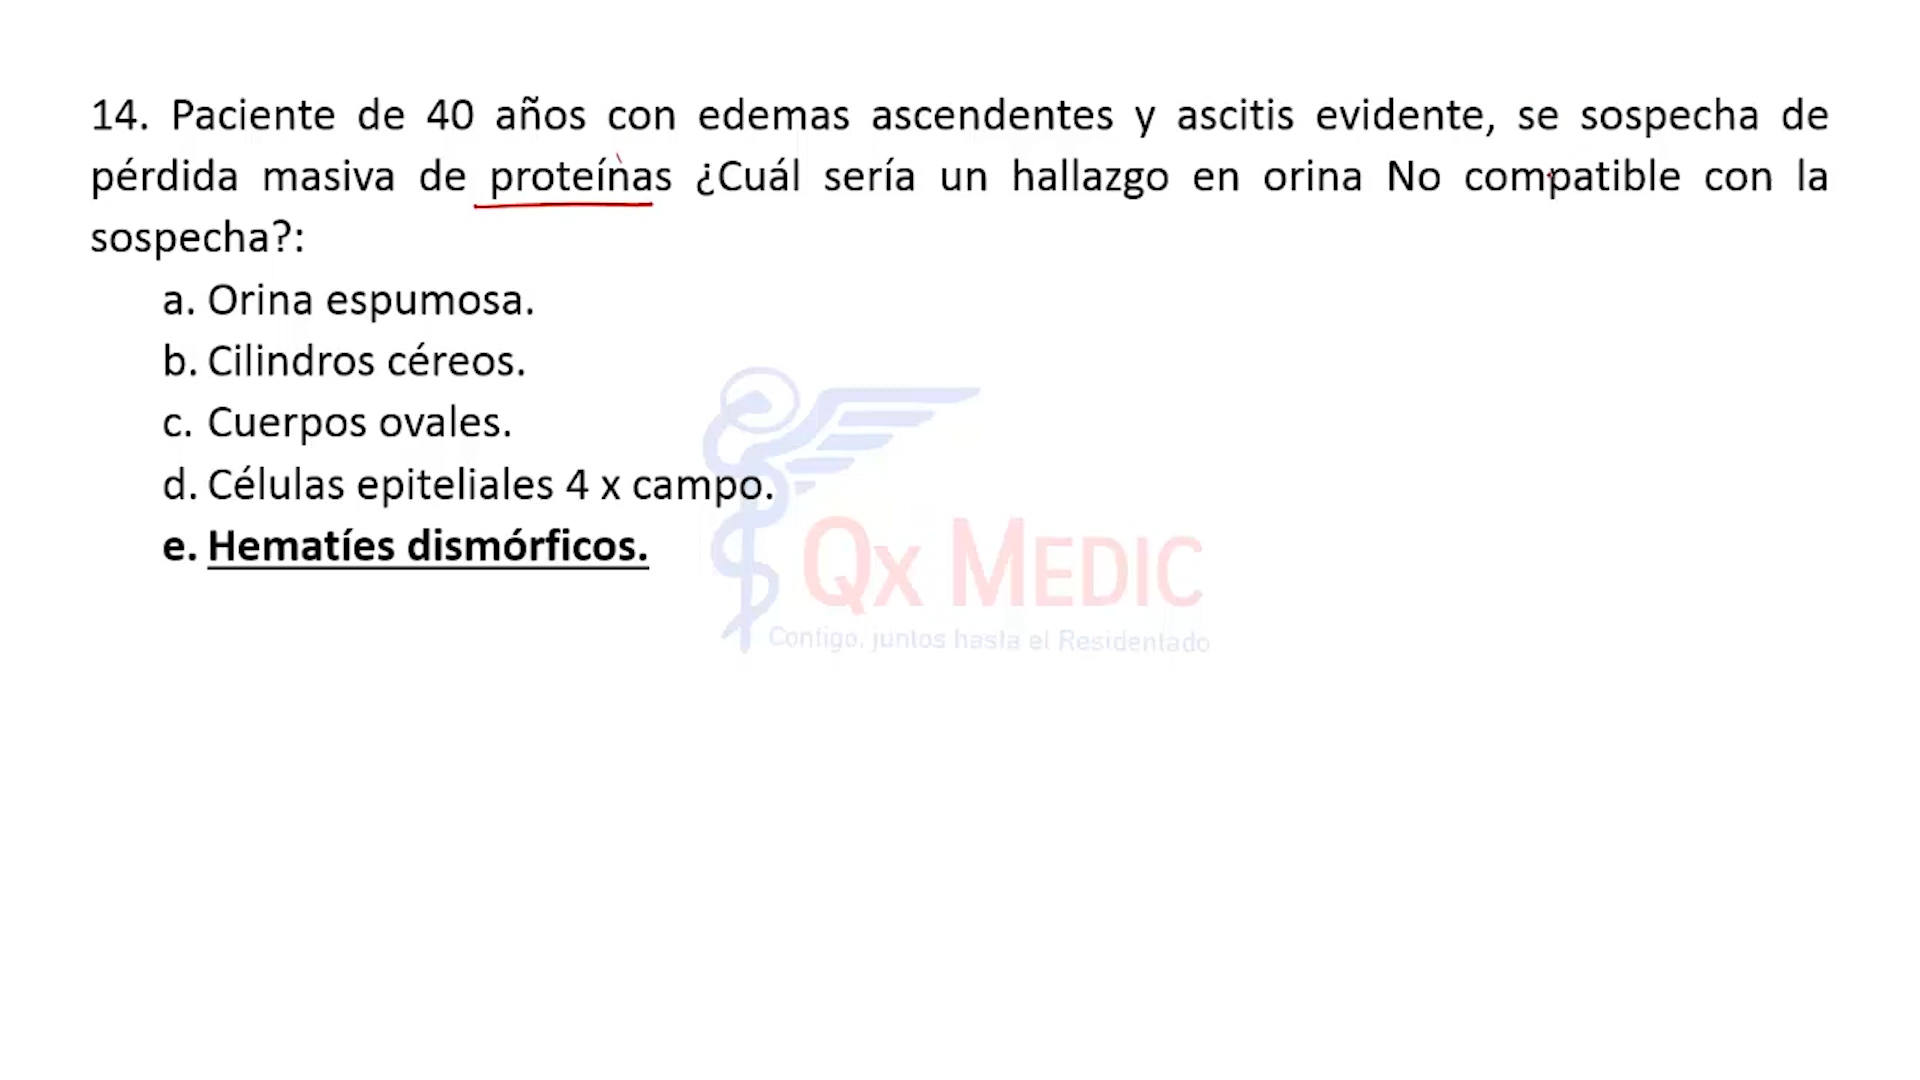 14. Paciente de 40 años con edemas ascendentes y ascitis evidente, se sospecha de
pérdida masiva de proteínas ¿Cuál sería un hallazgo en orina No compatible con la
sospecha?:
a. Orina espumosa.
b. Cilindros céreos.
c. Cuerpos ovales.
d. Células epiteliales 4 x campo.
e. Hematíes dismórficos.
Qx MEDIC
Contigo, juntos hasta el Residentado